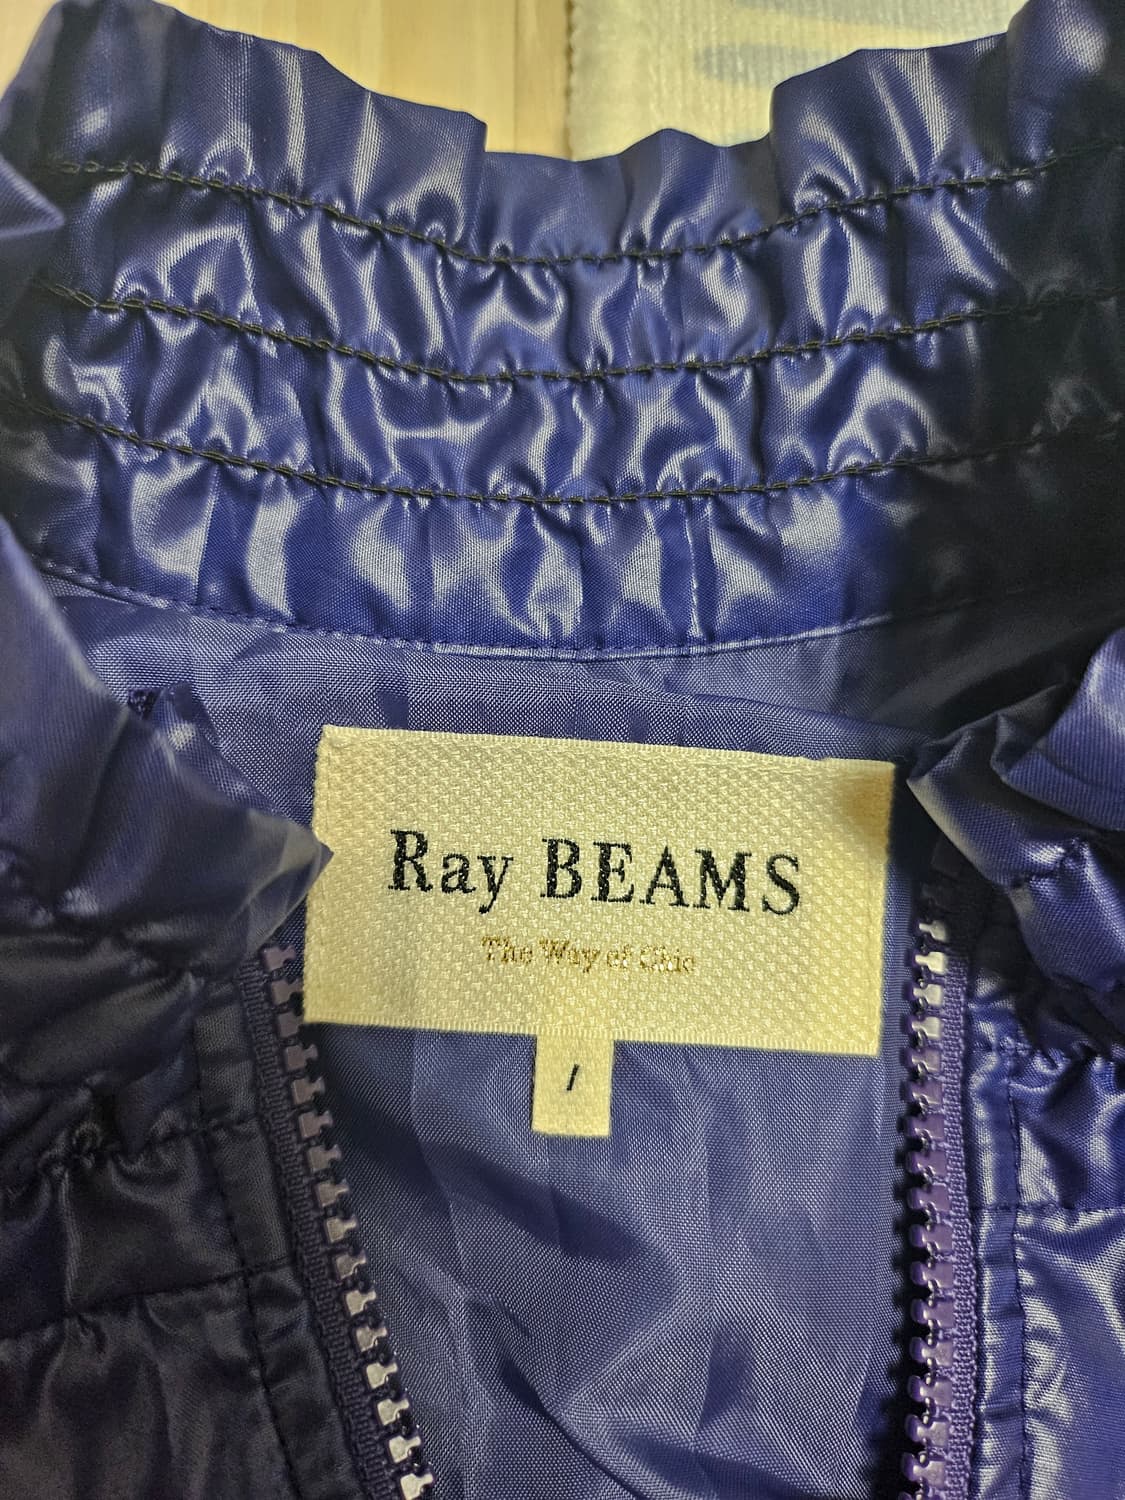 Ray BEAMS
The Way of Chic
1